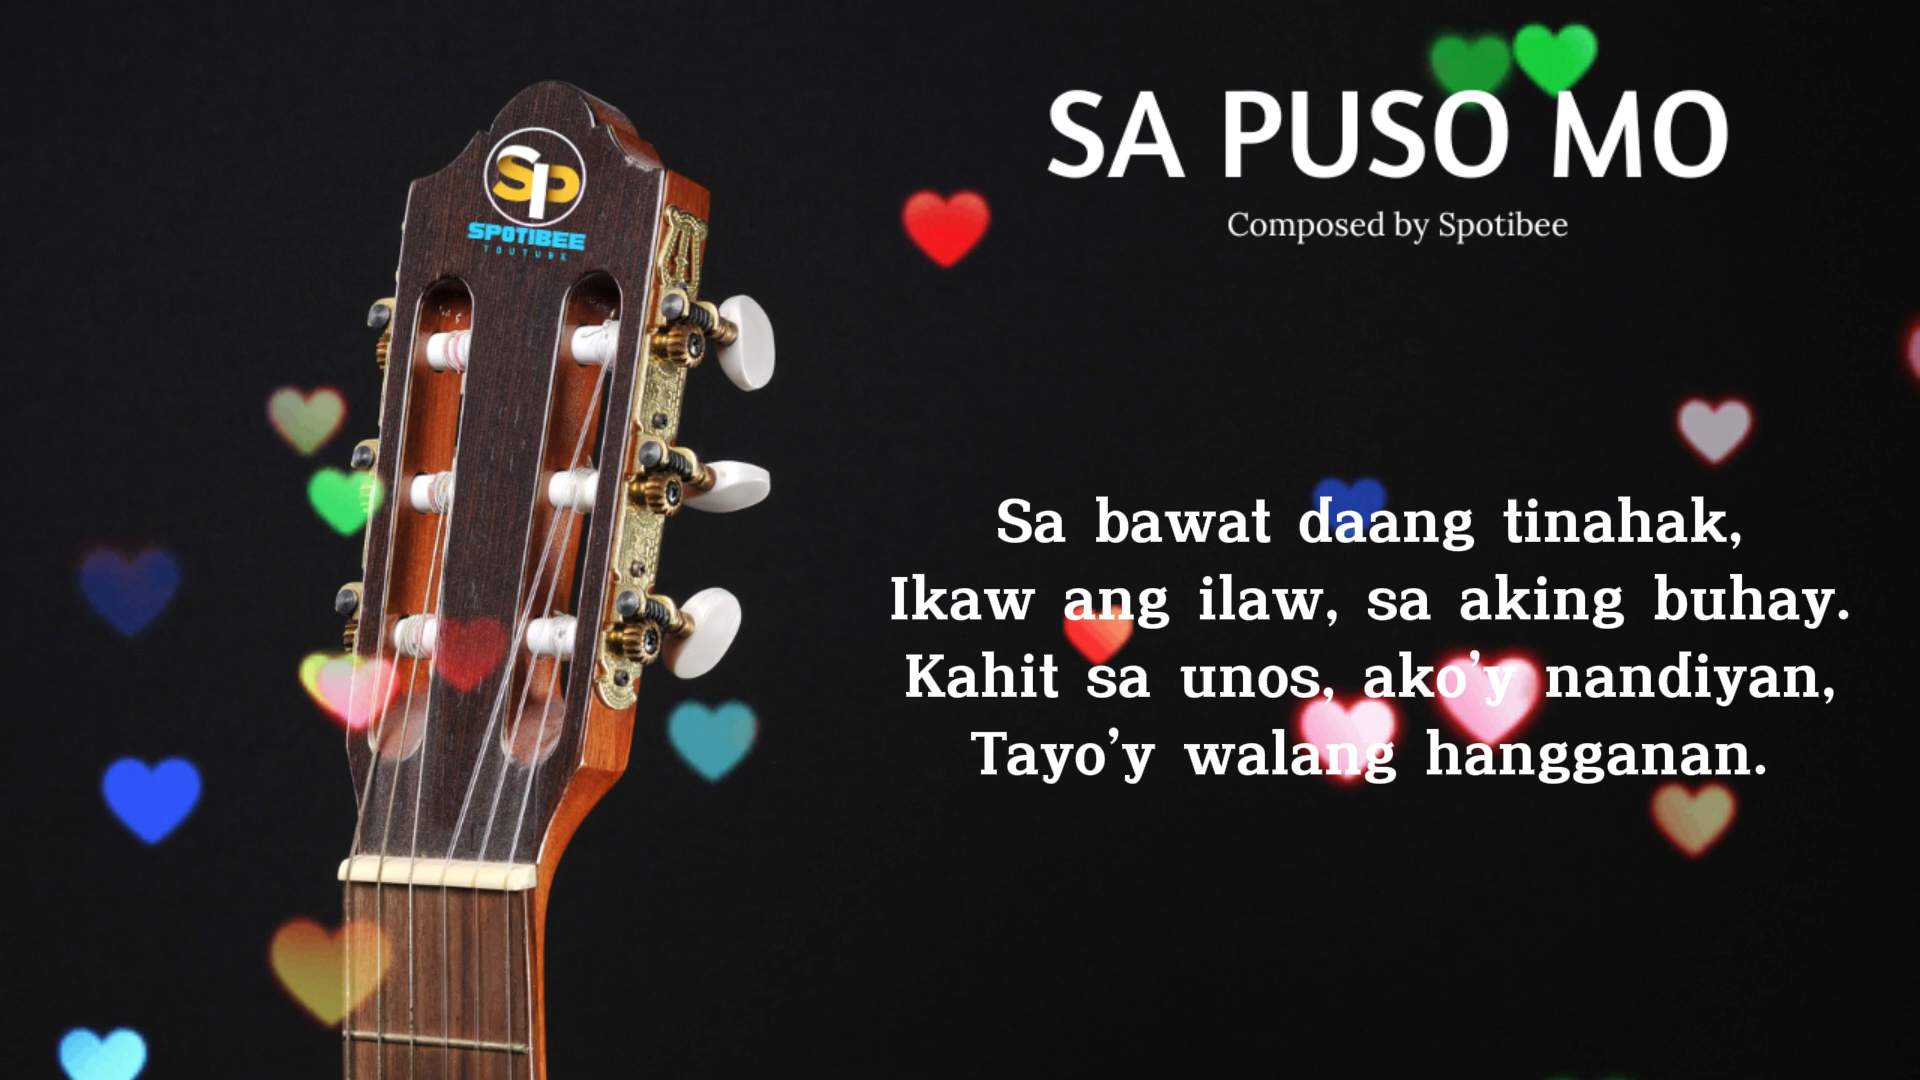 SP
SPOTIBEE
YOUTUBE
SA PUSO MO
Composed by Spotibee
Sa bawat daang tinahak,
Ikaw ang ilaw, sa aking buhay.
Kahit sa unos, ako’y nandiyan,
Tayo’y walang hangganan.